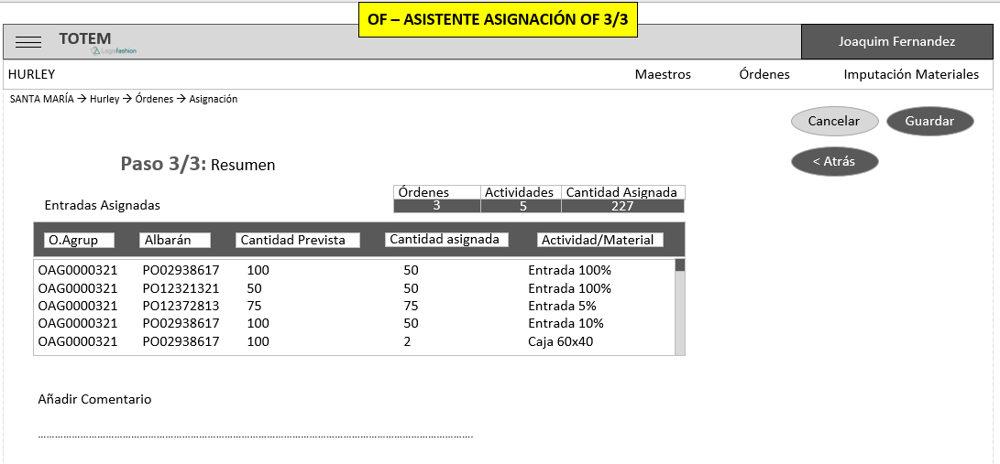 OF – ASISTENTE ASIGNACIÓN OF 3/3
TOTEM
Logisfashion
Joaquim Fernandez
HURLEY
Maestros Órdenes Imputación Materiales
SANTA MARÍA → Hurley → Órdenes → Asignación
Cancelar Guardar
Paso 3/3: Resumen
< Atrás
Órdenes Actividades Cantidad Asignada
Entradas Asignadas
3 5 227
O.Agrup Albarán Cantidad Prevista Cantidad asignada Actividad/Material
OAG0000321 PO02938617 100 50 Entrada 100%
OAG0000321 PO12321321 50 50 Entrada 100%
OAG0000321 PO12372813 75 75 Entrada 5%
OAG0000321 PO02938617 100 50 Entrada 10%
OAG0000321 PO02938617 100 2 Caja 60x40
Añadir Comentario